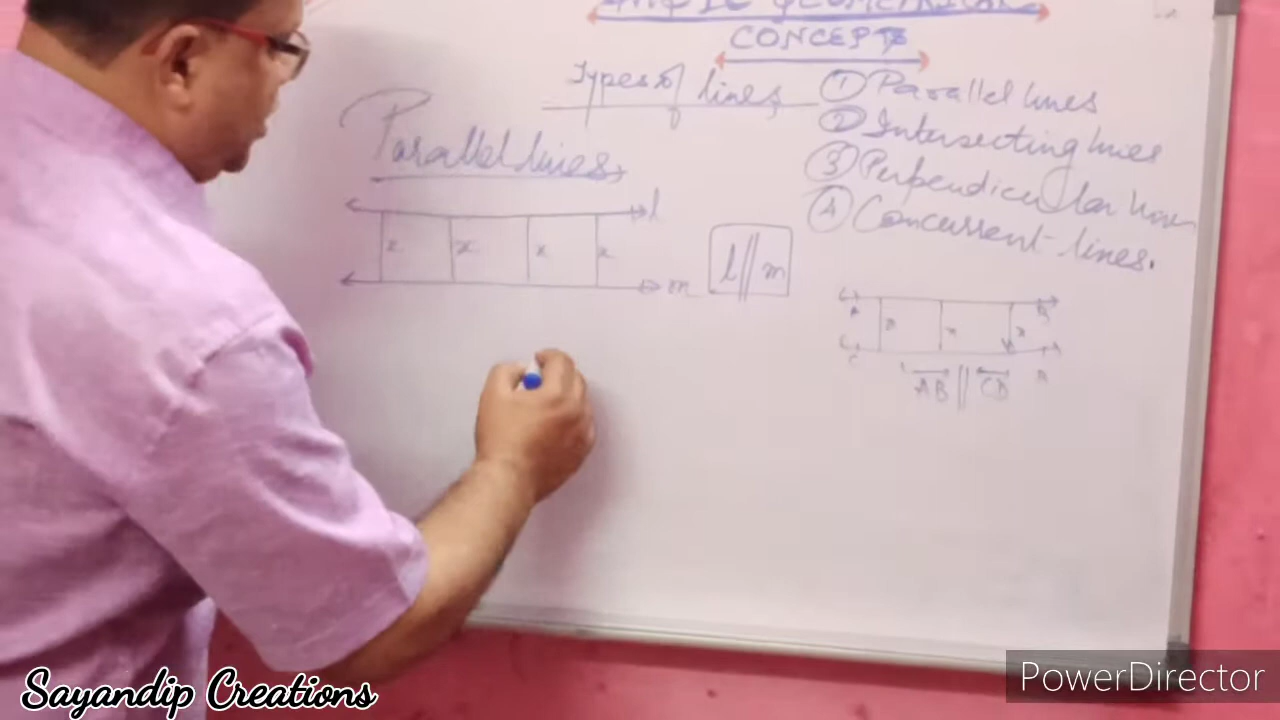 GEOMETRICAL
CONCEPTS
Types of lines
① Parallel lines
② Intersecting lines
③ Perpendicular lines
④ Concurrent lines.
Parallel lines
l
x x x x
m
l || m
A
x x x
C
AB || CD
Sayandip Creations
PowerDirector